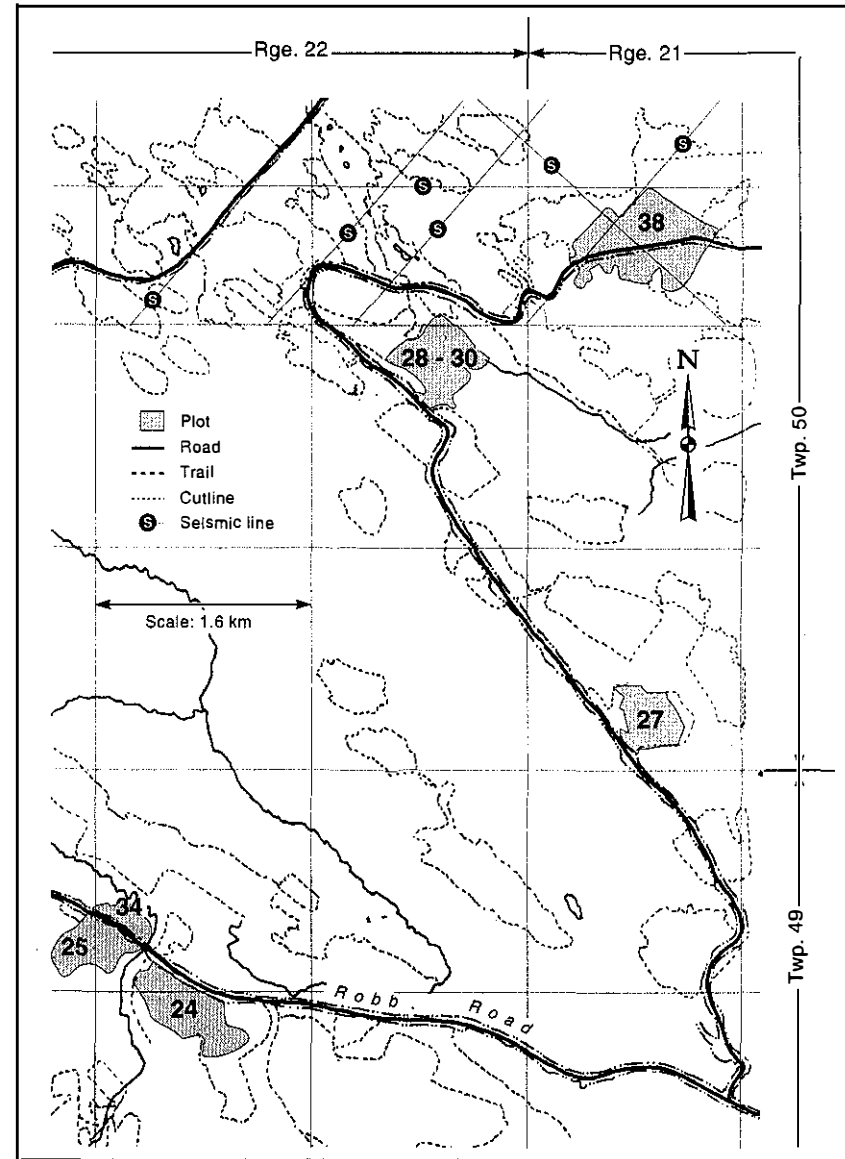 Rge. 22
Rge. 21
S
S
S
S
S
S
38
28 - 30
N
Plot
Road
Trail
Cutline
S Seismic line
Twp. 50
Scale: 1.6 km
27
34
25
24
Robb Road
Twp. 49